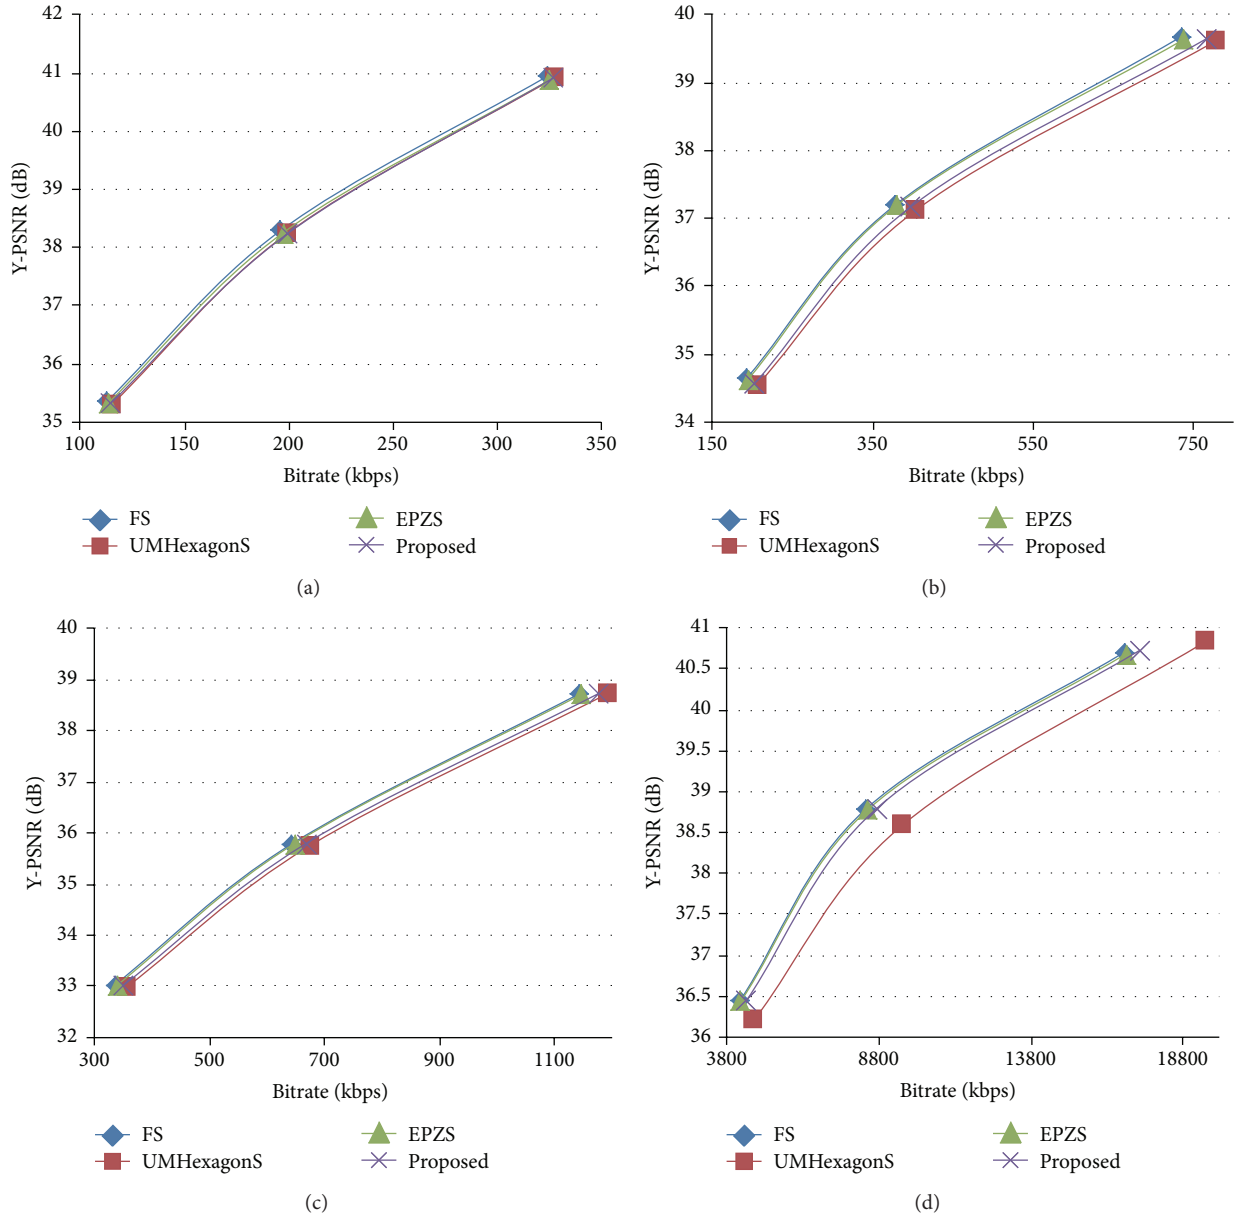 42
41
40
39
38
37
36
35
Y-PSNR (dB)
100 150 200 250 300 350
Bitrate (kbps)
FS EPZS
UMHexagonS Proposed
(a)
40
39
38
37
36
35
34
Y-PSNR (dB)
150 350 550 750
Bitrate (kbps)
FS EPZS
UMHexagonS Proposed
(b)
40
39
38
37
36
35
34
33
32
Y-PSNR (dB)
300 500 700 900 1100
Bitrate (kbps)
FS EPZS
UMHexagonS Proposed
(c)
41
40.5
40
39.5
39
38.5
38
37.5
37
36.5
36
Y-PSNR (dB)
3800 8800 13800 18800
Bitrate (kbps)
FS EPZS
UMHexagonS Proposed
(d)